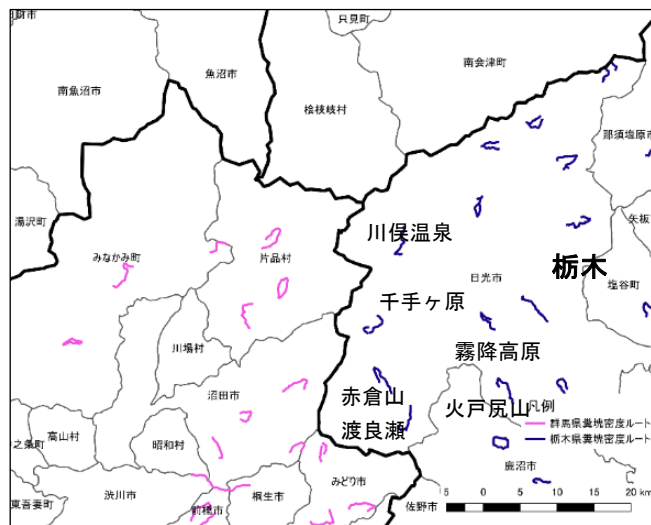 只見町
魚沼市
南会津町
南魚沼市
檜枝岐村
那須塩原市
湯沢町
川俣温泉
みなかみ町
片品村
栃木
日光市
塩谷町
千手ヶ原
川場村
霧降高原
沼田市
赤倉山
火戸尻山
凡例
渡良瀬
群馬県糞塊密度ルート
栃木県糞塊密度ルート
高山村
昭和村
鹿沼市
みどり市
渋川市
桐生市
東吾妻町
前橋市
佐野市
5 0 5 10 15 20 km